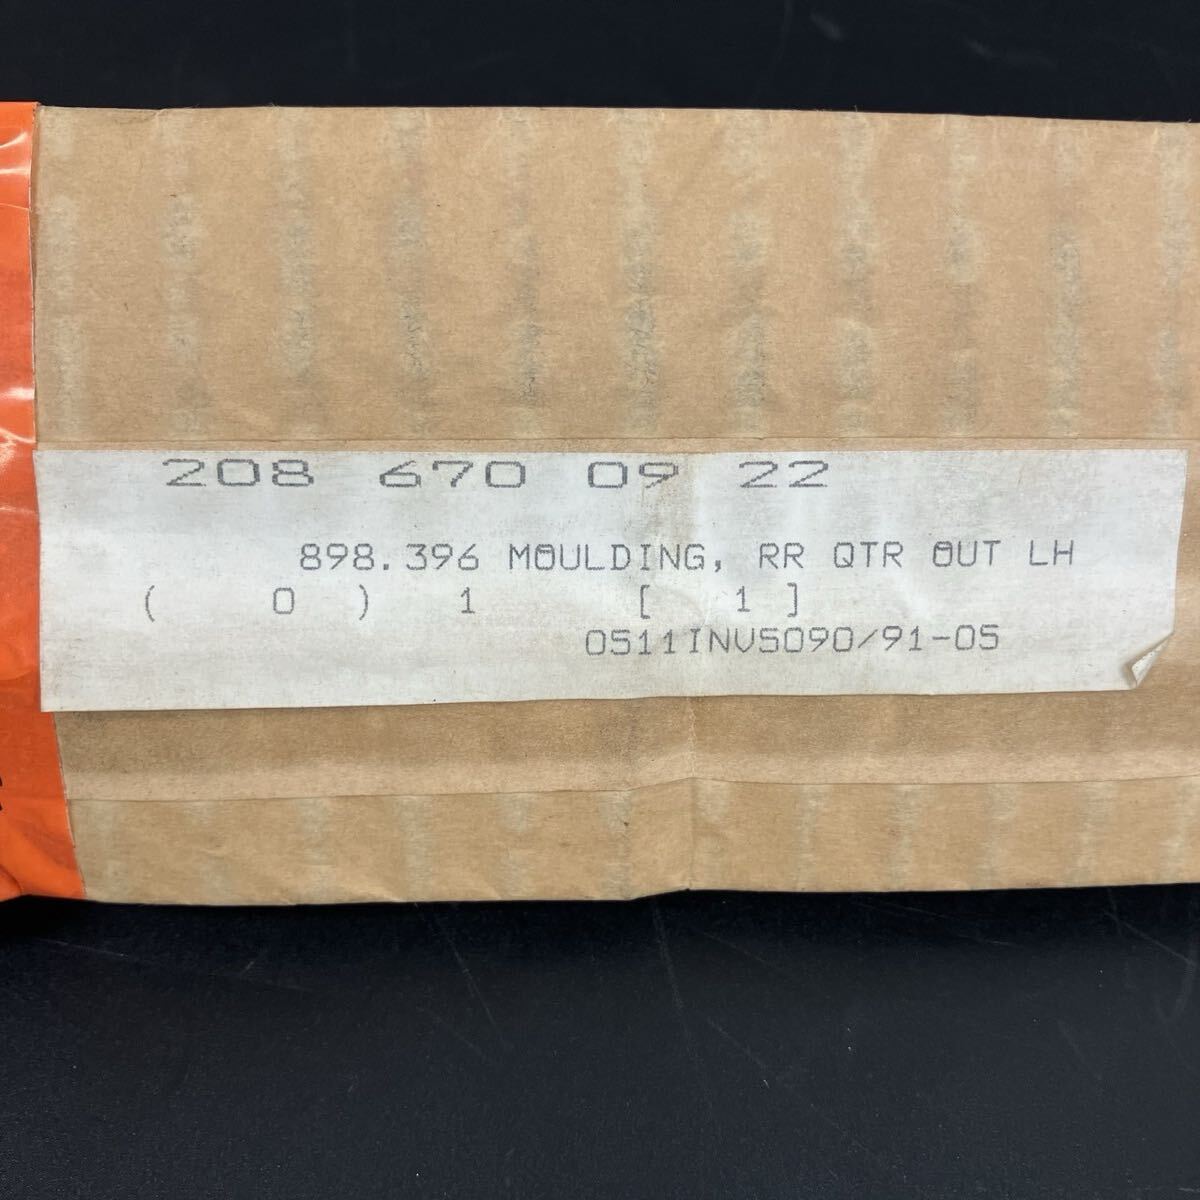 208 670 09 22
898.396 MOULDING, RR QTR OUT LH
( 0 ) 1 [ 1 ]
0511INV5090/91-05